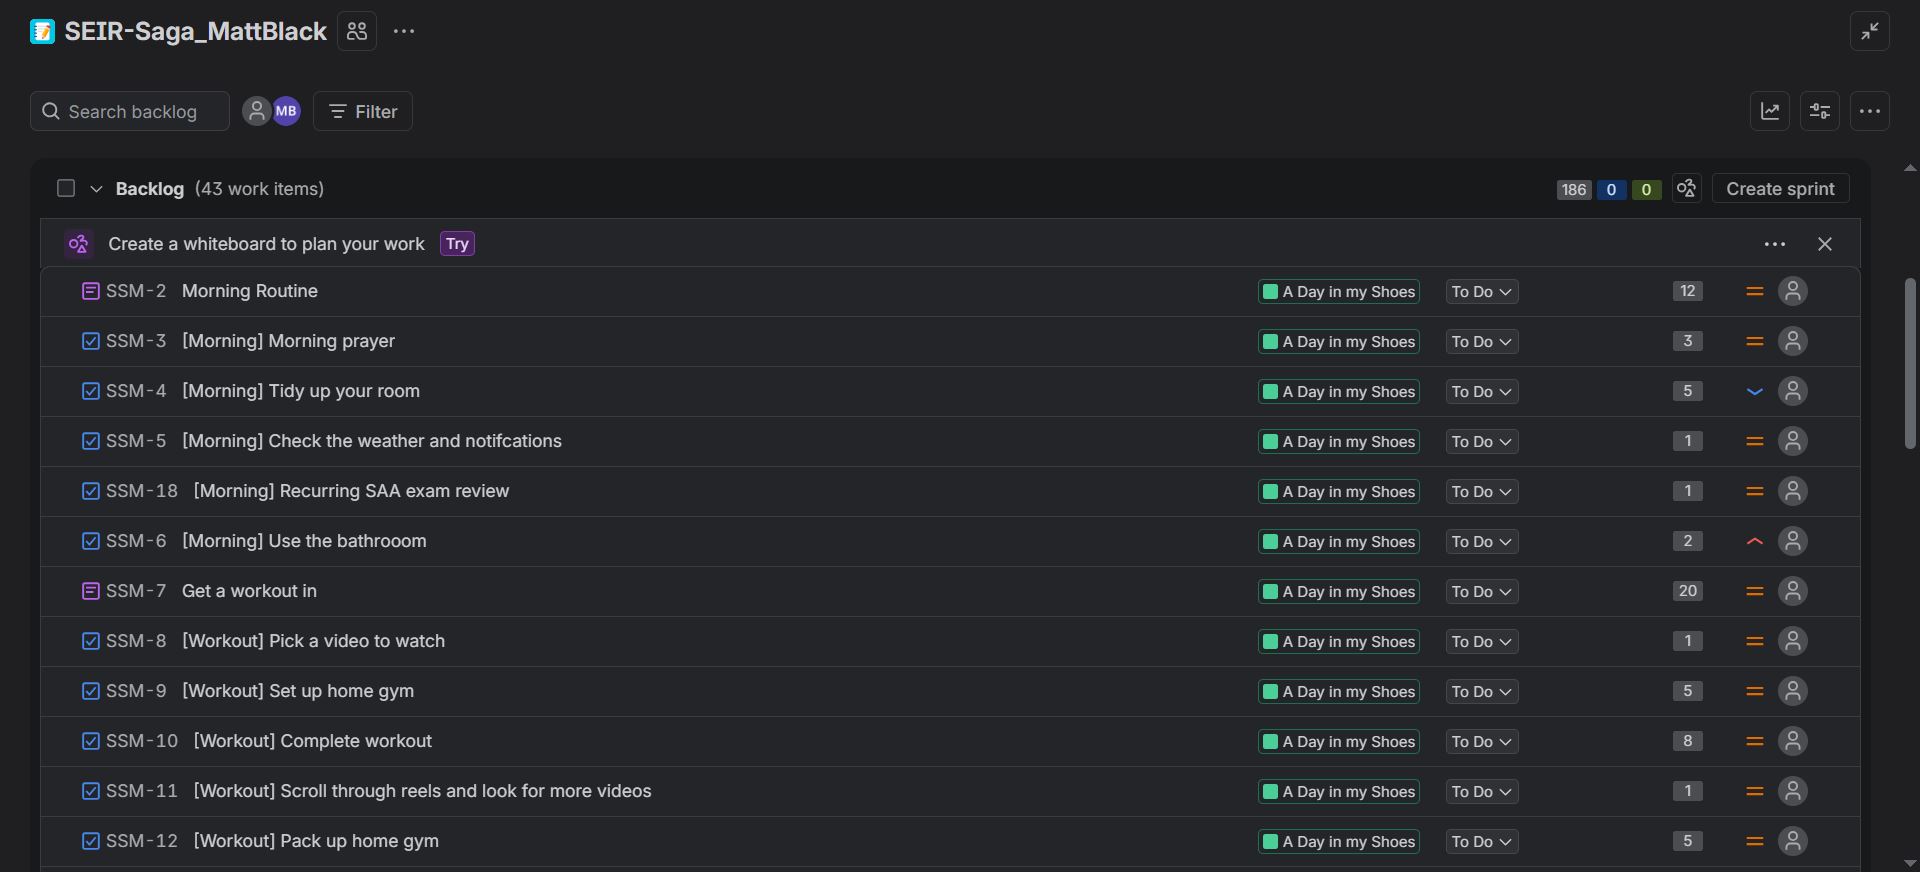 SEIR-Saga_MattBlack
Search backlog MB Filter
Backlog (43 work items) 186 0 0 Create sprint
Create a whiteboard to plan your work Try
SSM-2 Morning Routine A Day in my Shoes To Do 12
SSM-3 [Morning] Morning prayer A Day in my Shoes To Do 3
SSM-4 [Morning] Tidy up your room A Day in my Shoes To Do 5
SSM-5 [Morning] Check the weather and notifcations A Day in my Shoes To Do 1
SSM-18 [Morning] Recurring SAA exam review A Day in my Shoes To Do 1
SSM-6 [Morning] Use the bathrooom A Day in my Shoes To Do 2
SSM-7 Get a workout in A Day in my Shoes To Do 20
SSM-8 [Workout] Pick a video to watch A Day in my Shoes To Do 1
SSM-9 [Workout] Set up home gym A Day in my Shoes To Do 5
SSM-10 [Workout] Complete workout A Day in my Shoes To Do 8
SSM-11 [Workout] Scroll through reels and look for more videos A Day in my Shoes To Do 1
SSM-12 [Workout] Pack up home gym A Day in my Shoes To Do 5